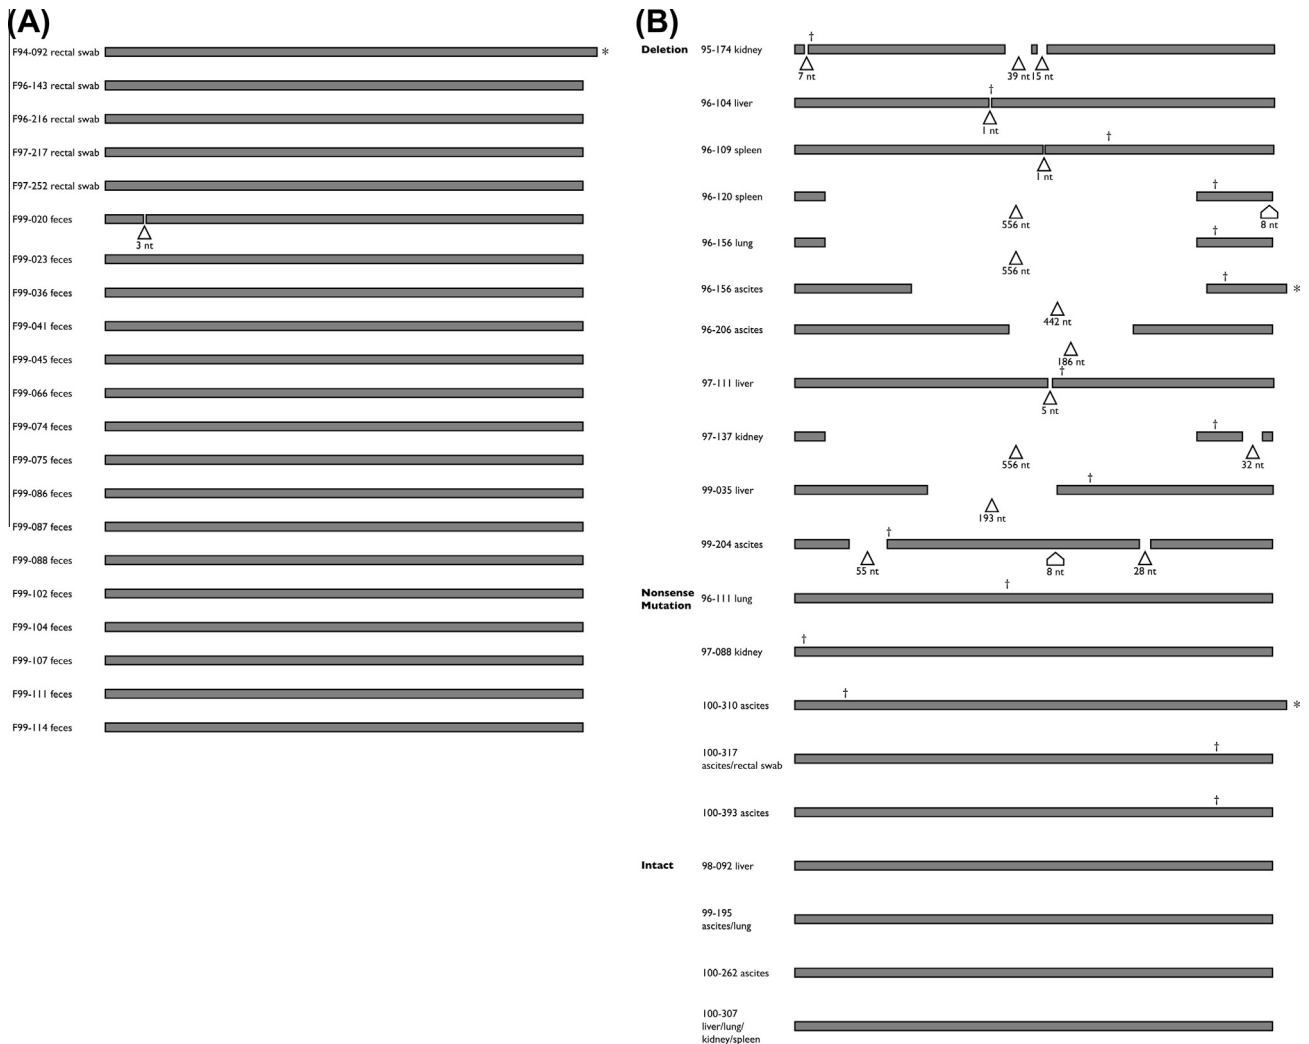 (A)
F94-092 rectal swab *
F96-143 rectal swab
F96-216 rectal swab
F97-217 rectal swab
F97-252 rectal swab
F99-020 feces
3 nt
F99-023 feces
F99-036 feces
F99-041 feces
F99-045 feces
F99-066 feces
F99-074 feces
F99-075 feces
F99-086 feces
F99-087 feces
F99-088 feces
F99-102 feces
F99-104 feces
F99-107 feces
F99-111 feces
F99-114 feces
(B)
†
Deletion 95-174 kidney
7 nt 39 nt 15 nt
†
96-104 liver
1 nt
†
96-109 spleen
1 nt
†
96-120 spleen
556 nt 8 nt
†
96-156 lung
556 nt
†
96-156 ascites *
442 nt
96-206 ascites
186 nt
†
97-111 liver
5 nt
†
97-137 kidney
556 nt 32 nt
†
99-035 liver
193 nt
†
99-204 ascites
55 nt 8 nt 28 nt
†
Nonsense
Mutation
96-111 lung
†
97-088 kidney
†
100-310 ascites *
†
100-317
ascites/rectal swab
†
100-393 ascites
Intact 98-092 liver
99-195
ascites/lung
100-262 ascites
100-307
liver/lung/
kidney/spleen